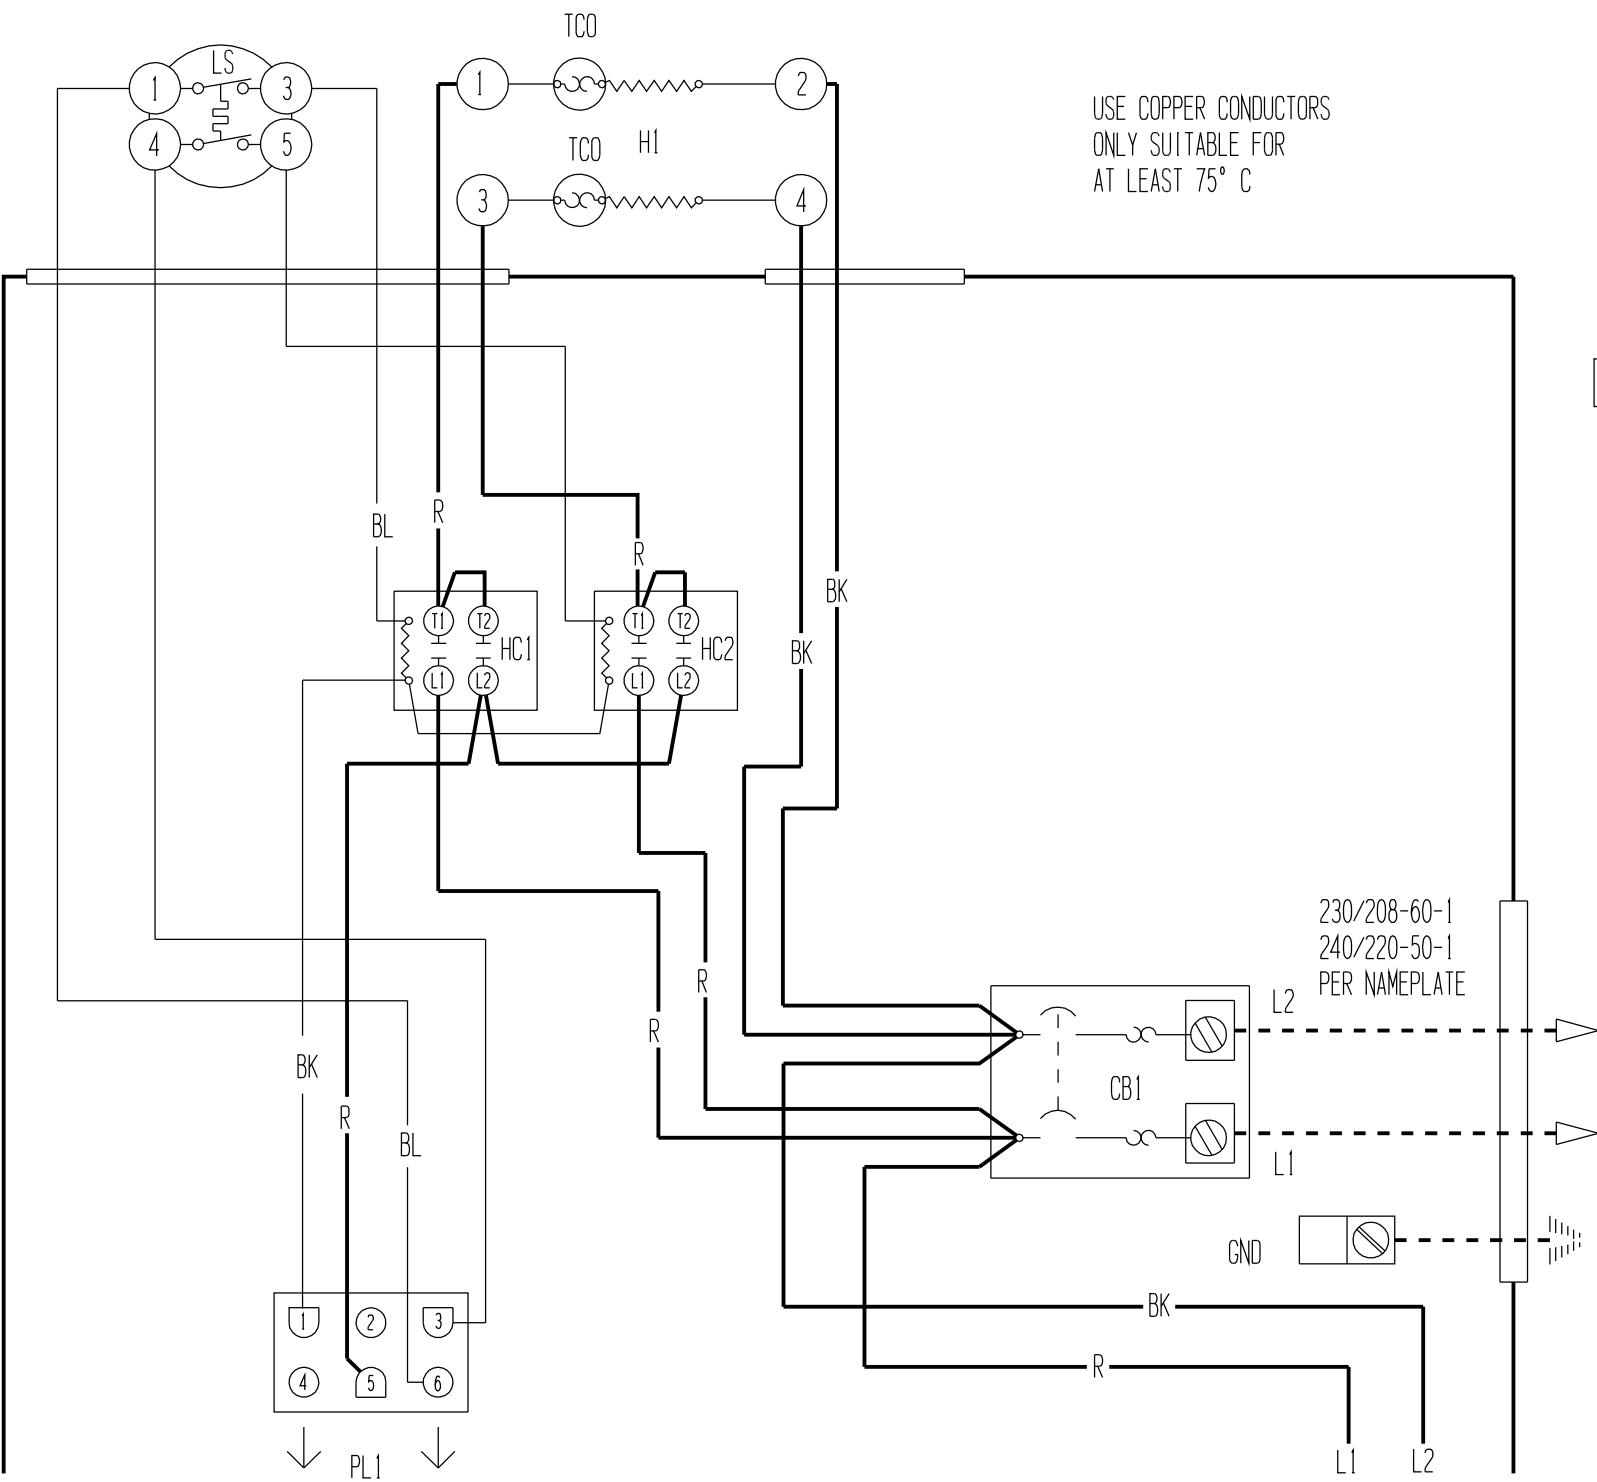 TCO
LS
1
3
1
2
4
5
TCO
H1
3
4
USE COPPER CONDUCTORS
ONLY SUITABLE FOR
AT LEAST 75° C
BL
R
R
BK
BK
T1
T2
HC1
L1
L2
T1
T2
HC2
L1
L2
230/208-60-1
240/220-50-1
PER NAMEPLATE
R
R
L2
CB1
L1
BK
R
BL
GND
BK
R
1
2
3
4
5
6
PL1
L1
L2